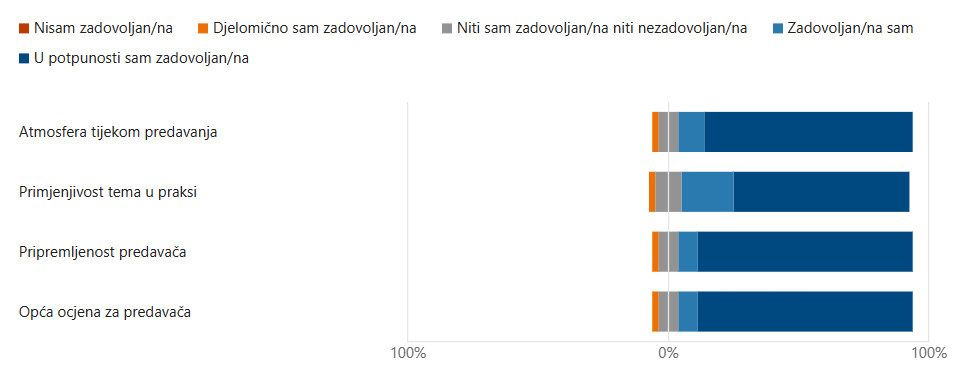 Nisam zadovoljan/na Djelomično sam zadovoljan/na Niti sam zadovoljan/na niti nezadovoljan/na Zadovoljan/na sam
U potpunosti sam zadovoljan/na
Atmosfera tijekom predavanja
Primjenjivost tema u praksi
Pripremljenost predavača
Opća ocjena za predavača
100% 0% 100%